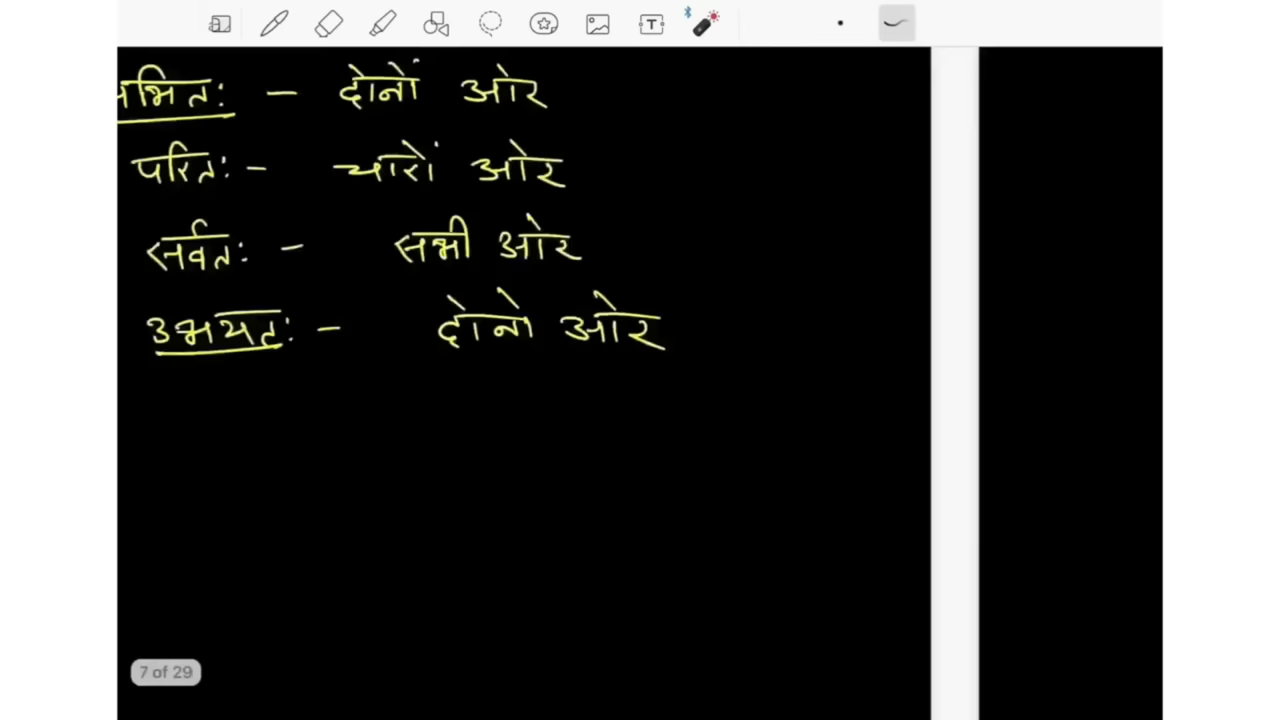 भितः - दोनों ओर
परितः - चारों ओर
सर्वतः - सभी ओर
उभयतः - दोनो ओर
7 of 29